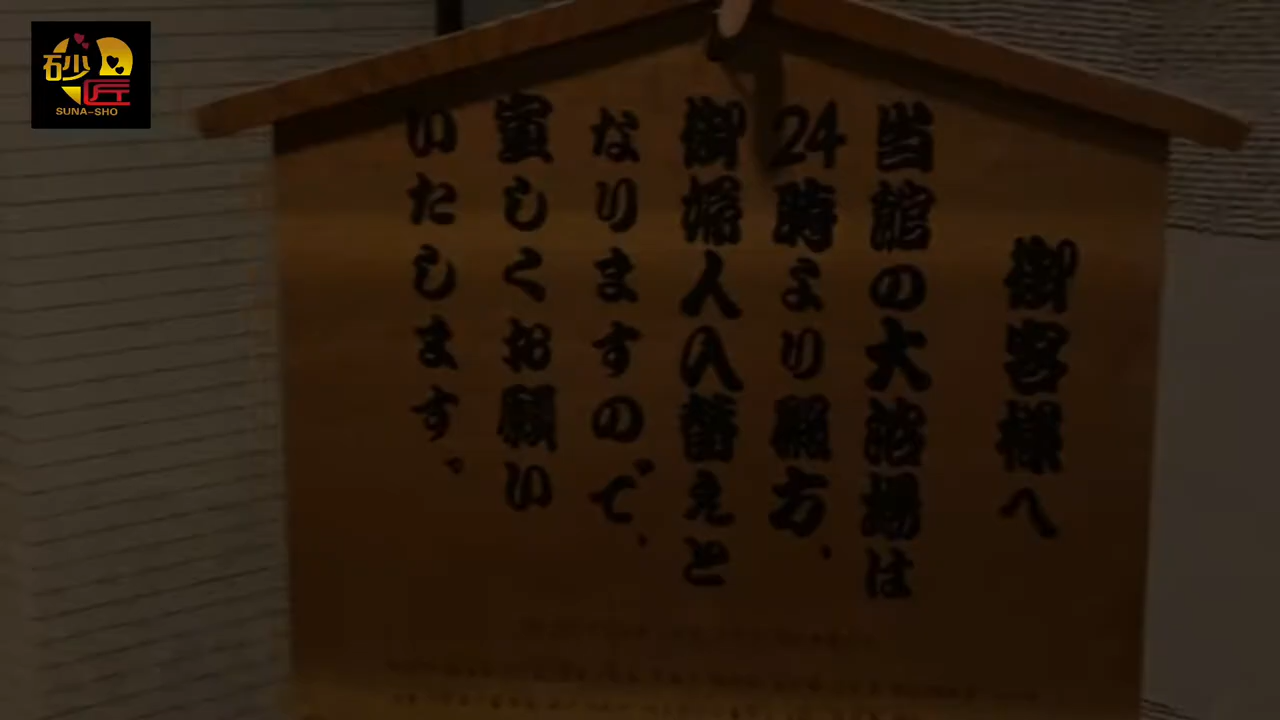 砂匠
SUNA-SHO
御客様へ
当館の大浴場は
24時より殿方、
御婦人入替えと
なりますので、
宜しくお願い
いたします。